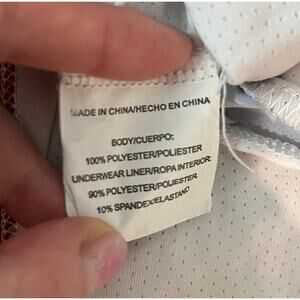 MADE IN CHINA/HECHO EN CHINA
BODY/CUERPO:
100% POLYESTER/POLIESTER
UNDERWEAR LINER/ROPA INTERIOR:
90% POLYESTER/POLIESTER
10% SPANDEX/ELASTANO